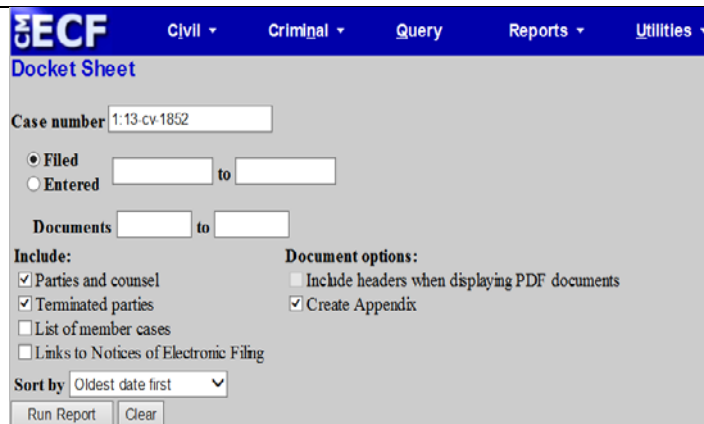 CM ECF Civil Criminal Query Reports Utilities
Docket Sheet
Case number 1:13-cv-1852
Filed
Entered
to
Documents to
Include: Document options:
Parties and counsel Include headers when displaying PDF documents
Terminated parties Create Appendix
List of member cases
Links to Notices of Electronic Filing
Sort by Oldest date first
Run Report Clear